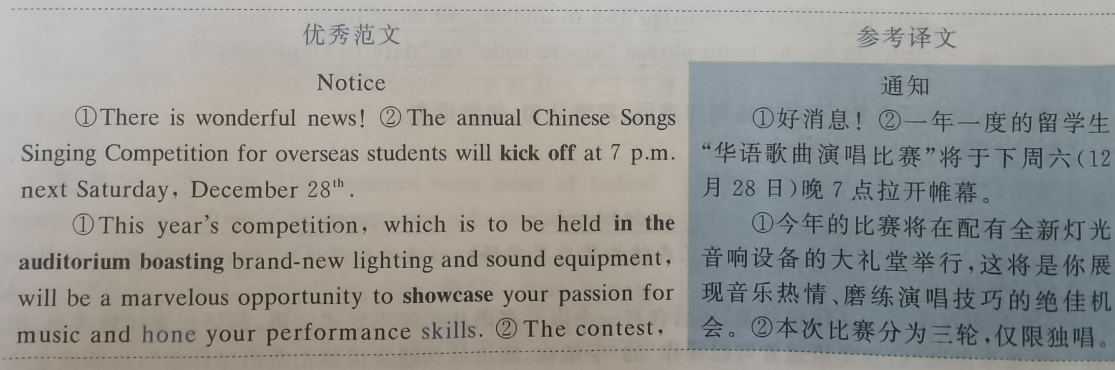 优秀范文
Notice
①There is wonderful news! ②The annual Chinese Songs
Singing Competition for overseas students will kick off at 7 p.m.
next Saturday, December 28th.
①This year's competition, which is to be held in the
auditorium boasting brand-new lighting and sound equipment,
will be a marvelous opportunity to showcase your passion for
music and hone your performance skills. ②The contest,
参考译文
通知
①好消息！②一年一度的留学生
“华语歌曲演唱比赛”将于下周六(12
月 28 日)晚 7 点拉开帷幕。
①今年的比赛将在配有全新灯光
音响设备的大礼堂举行,这将是你展
现音乐热情、磨练演唱技巧的绝佳机
会。②本次比赛分为三轮,仅限独唱。